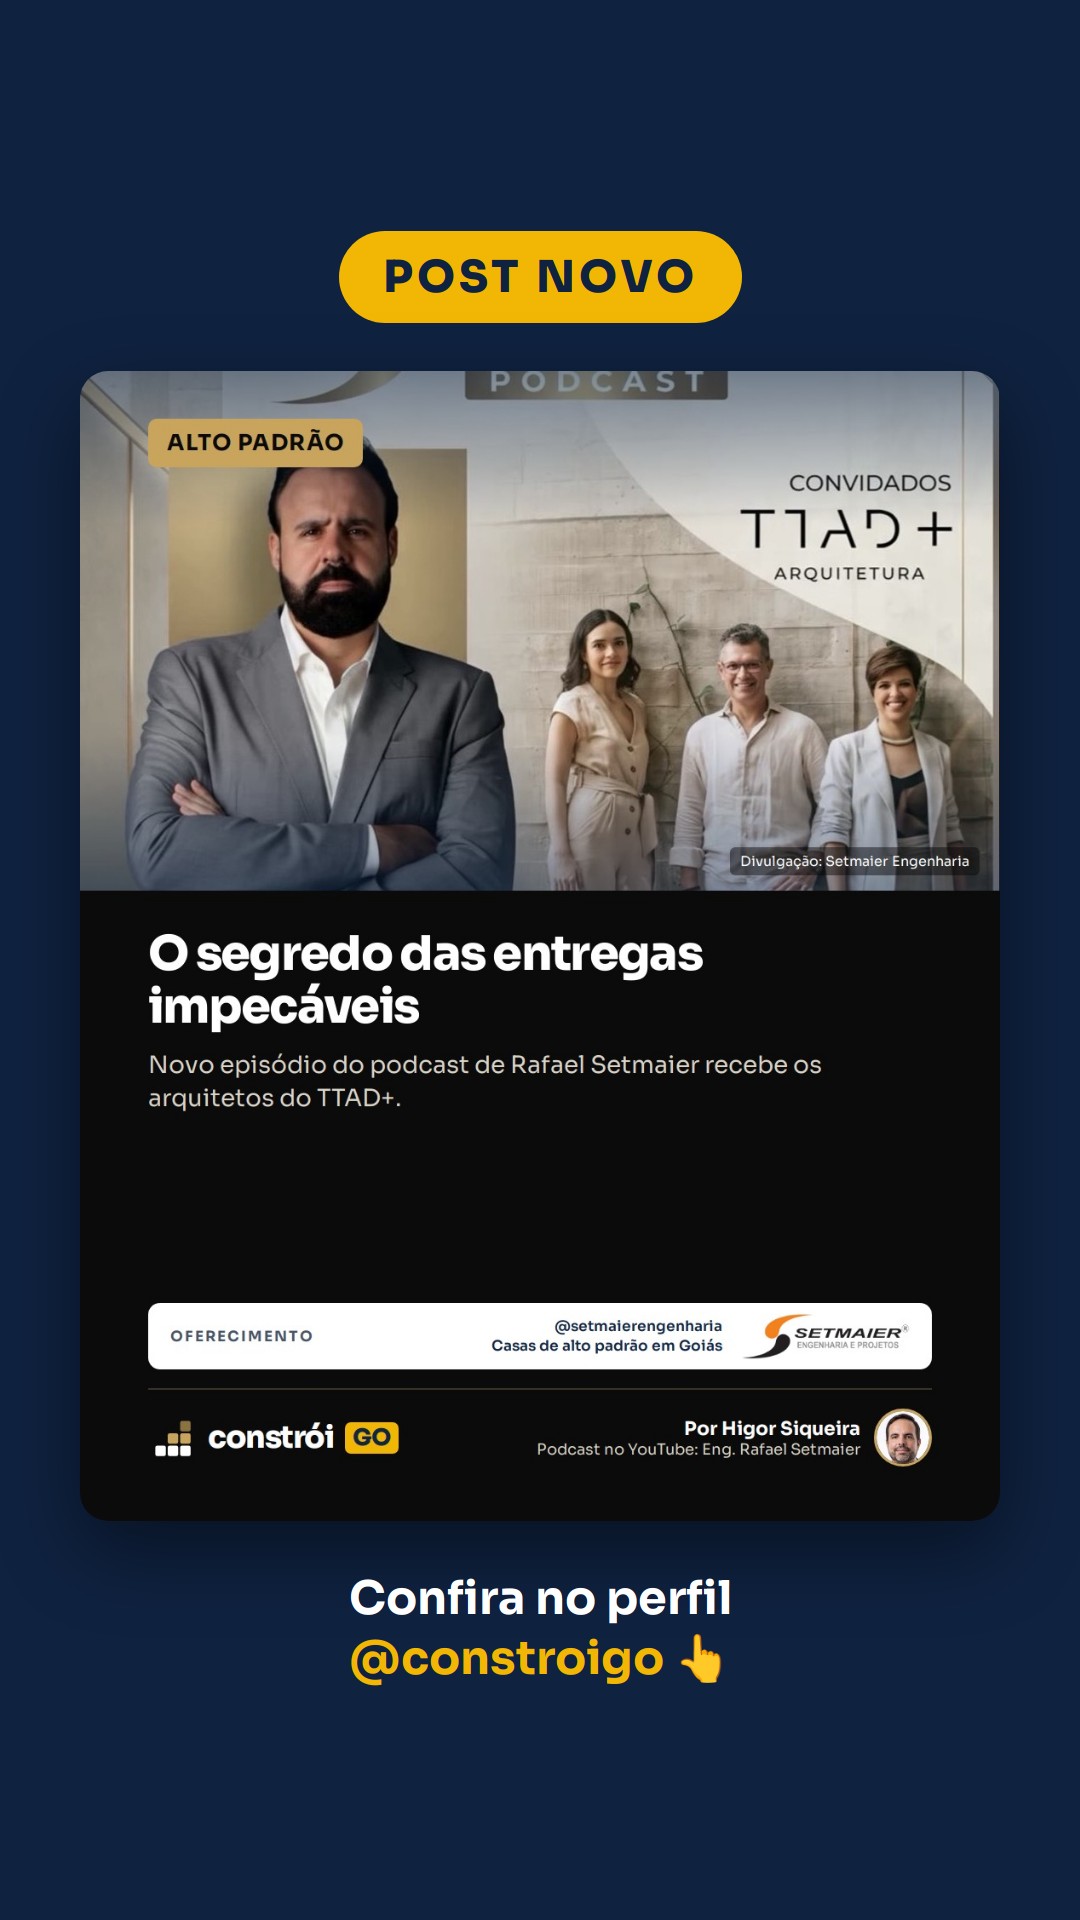 POST NOVO
PODCAST
ALTO PADRÃO
CONVIDADOS
TTAD+
ARQUITETURA
Divulgação: Setmaier Engenharia
O segredo das entregas
impecáveis
Novo episódio do podcast de Rafael Setmaier recebe os
arquitetos do TTAD+.
OFERECIMENTO
@setmaierengenharia
Casas de alto padrão em Goiás
SETMAIER®
ENGENHARIA E PROJETOS
constrói GO
Por Higor Siqueira
Podcast no YouTube: Eng. Rafael Setmaier
Confira no perfil
@constroigo 👆